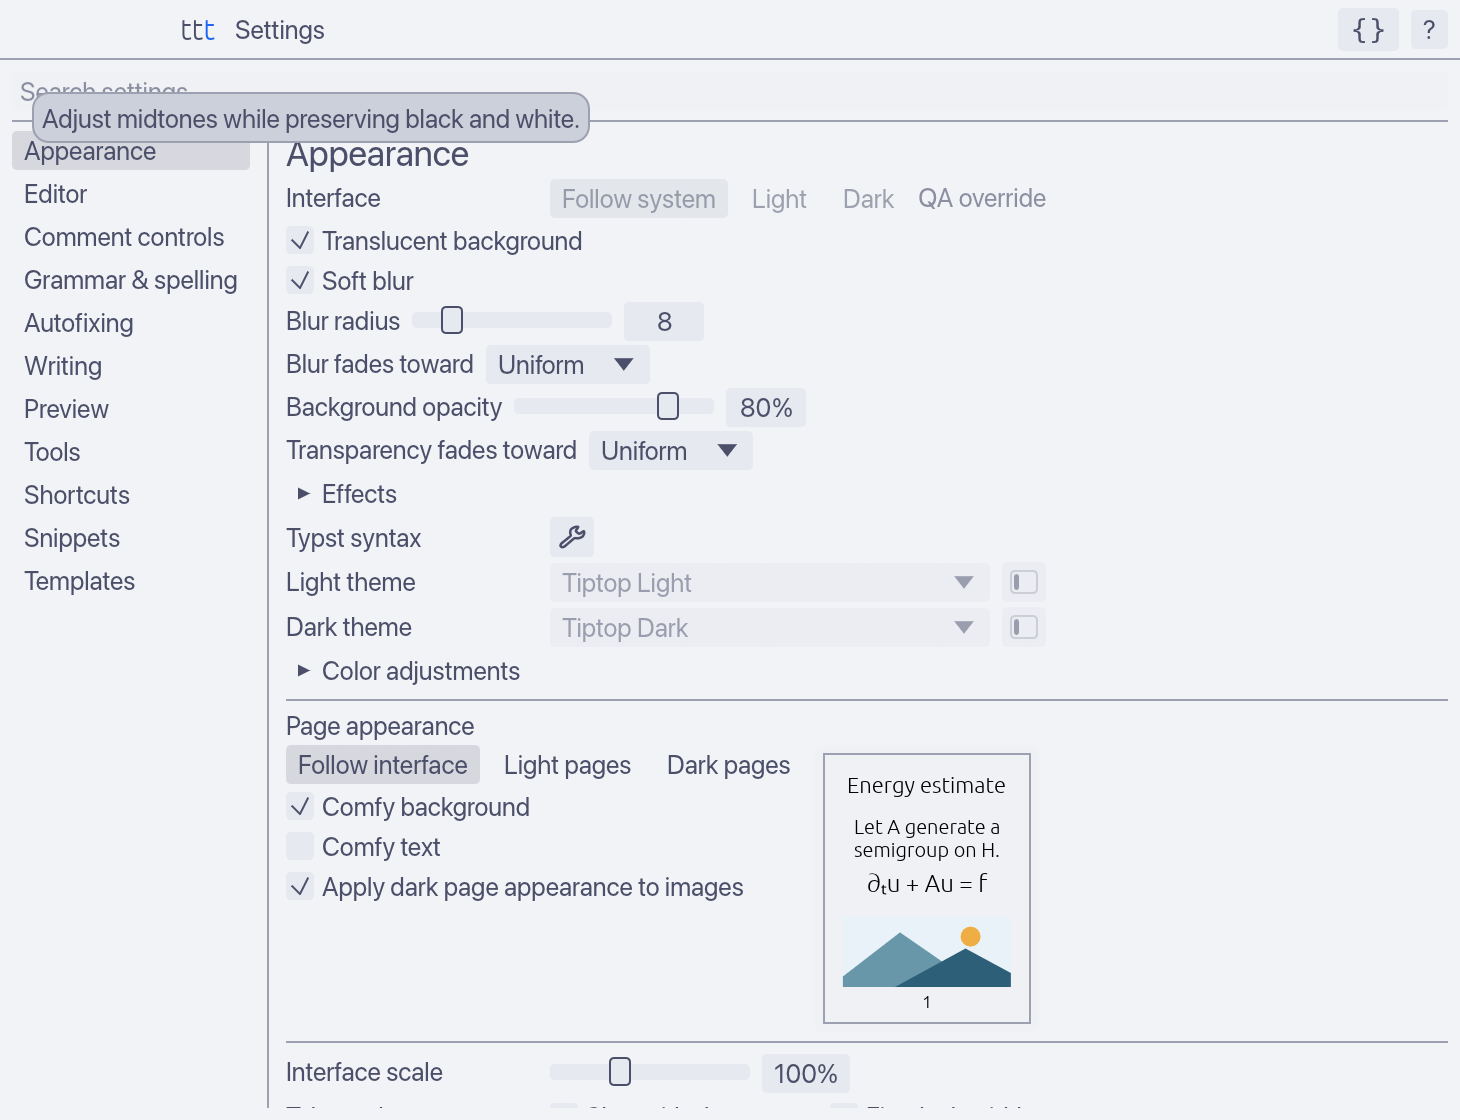 ttt Settings { } ?
Search settings
Adjust midtones while preserving black and white.
Appearance
Editor
Comment controls
Grammar & spelling
Autofixing
Writing
Preview
Tools
Shortcuts
Snippets
Templates
Appearance
Interface Follow system Light Dark QA override
Translucent background
Soft blur
Blur radius 8
Blur fades toward Uniform
Background opacity 80%
Transparency fades toward Uniform
Effects
Typst syntax
Light theme Tiptop Light
Dark theme Tiptop Dark
Color adjustments
Page appearance
Follow interface Light pages Dark pages
Comfy background
Comfy text
Apply dark page appearance to images
Energy estimate
Let A generate a
semigroup on H.
∂ₜu + Au = f
1
Interface scale 100%